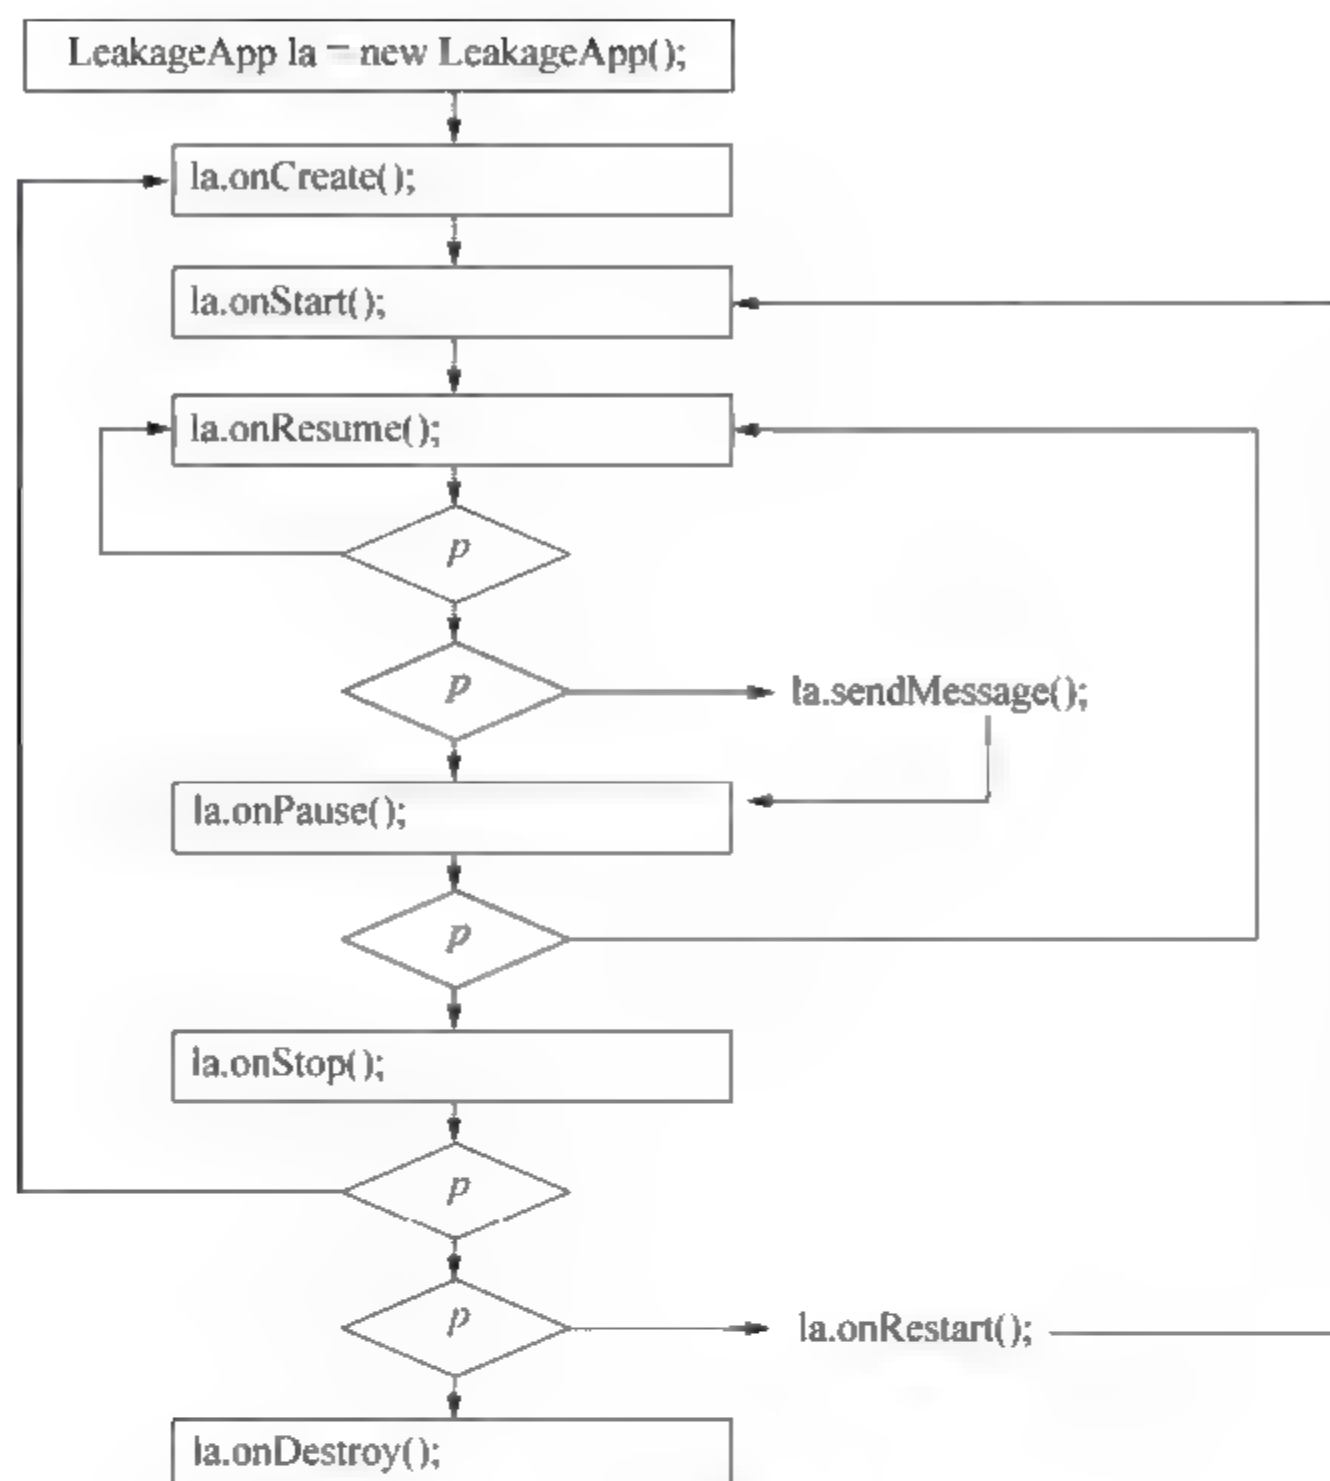 LeakageApp la = new LeakageApp();
la.onCreate();
la.onStart();
la.onResume();
p
p
la.sendMessage();
la.onPause();
p
la.onStop();
p
p
la.onRestart();
la.onDestroy();